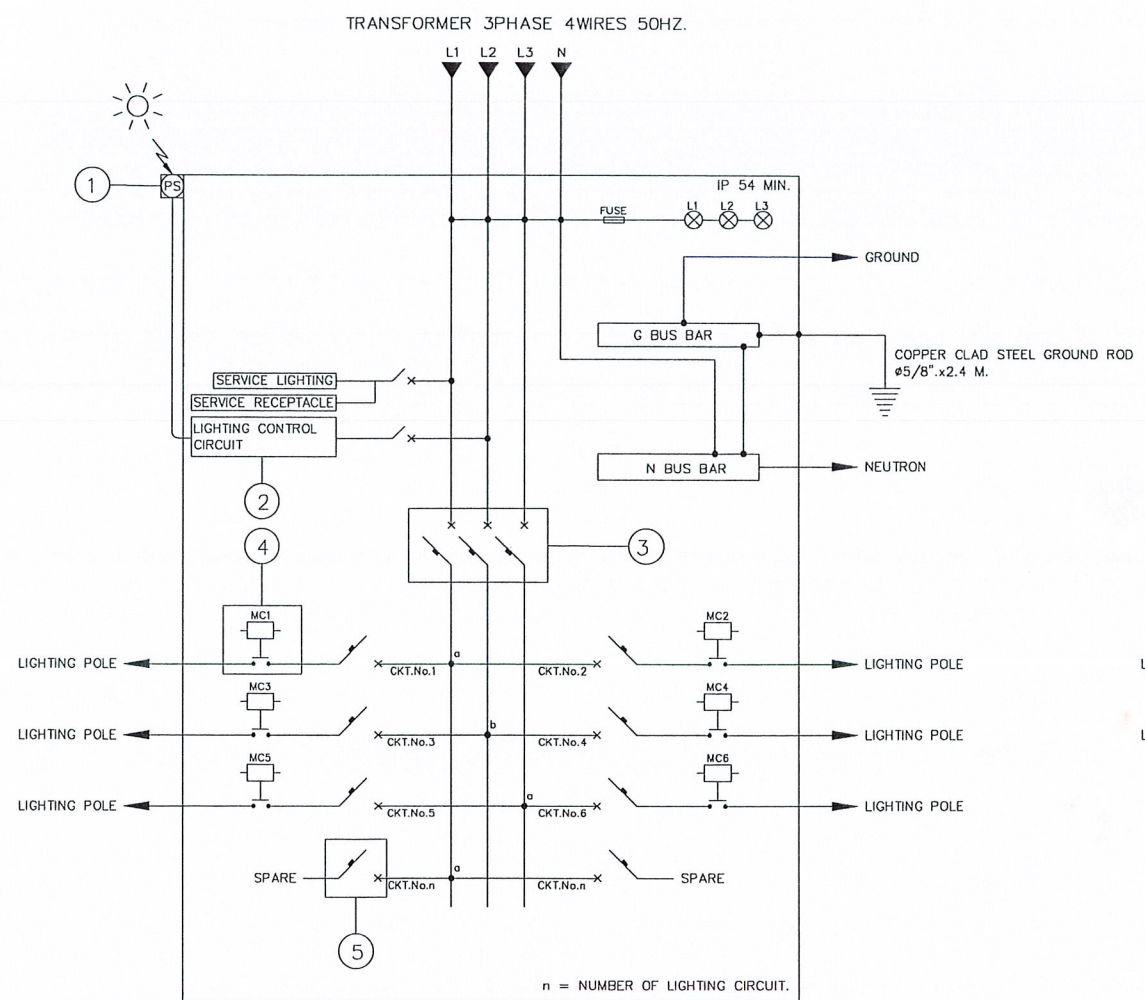 TRANSFORMER 3PHASE 4WIRES 50HZ.
L1 L2 L3 N
1
PS
IP 54 MIN.
FUSE L1 L2 L3
GROUND
G BUS BAR
COPPER CLAD STEEL GROUND ROD
ø5/8".x2.4 M.
SERVICE LIGHTING
SERVICE RECEPTACLE
LIGHTING CONTROL
CIRCUIT
N BUS BAR
NEUTRON
2
4
3
MC1
MC2
LIGHTING POLE
CKT.No.1
a
CKT.No.2
LIGHTING POLE
L
MC3
MC4
LIGHTING POLE
CKT.No.3
b
CKT.No.4
LIGHTING POLE
L
MC5
MC6
LIGHTING POLE
CKT.No.5
a
CKT.No.6
LIGHTING POLE
SPARE
CKT.No.n
a
CKT.No.n
SPARE
5
n = NUMBER OF LIGHTING CIRCUIT.